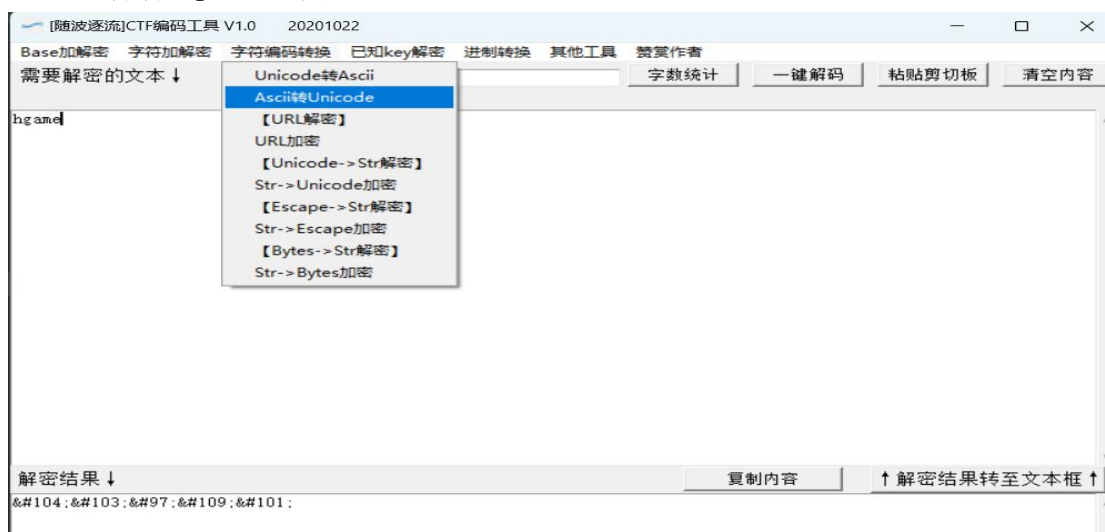 [随波逐流]CTF编码工具 V1.0 20201022
Base加解密 字符加解密 字符编码转换 已知key解密 进制转换 其他工具 赞赏作者
需要解密的文本↓ 字数统计 一键解码 粘贴剪切板 清空内容
Unicode转Ascii
Ascii转Unicode
hgame
【URL解密】
URL加密
【Unicode->Str解密】
Str->Unicode加密
【Escape->Str解密】
Str->Escape加密
【Bytes->Str解密】
Str->Bytes加密
解密结果↓ 复制内容 ↑解密结果转至文本框↑
&#104;&#103;&#97;&#109;&#101;